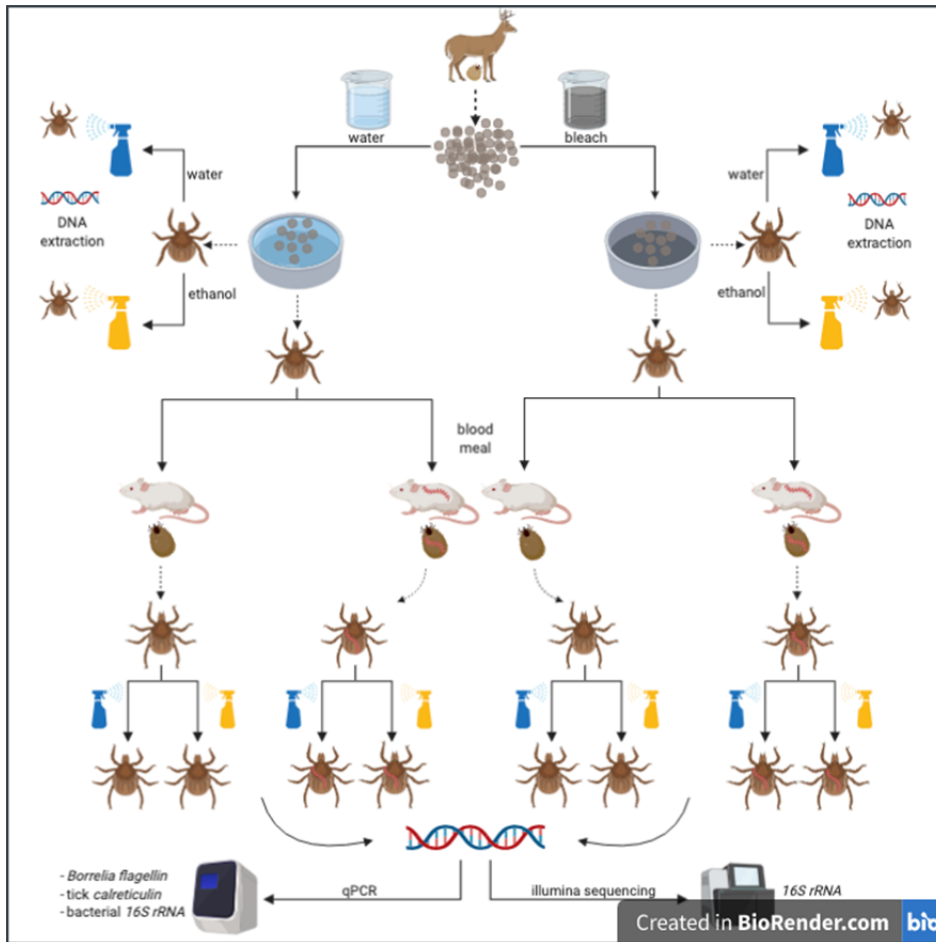 water
bleach
water
DNA
extraction
ethanol
water
DNA
extraction
ethanol
blood
meal
- Borrelia flagellin
- tick calreticulin
- bacterial 16S rRNA
qPCR
illumina sequencing
16S rRNA
Created in BioRender.com
bio